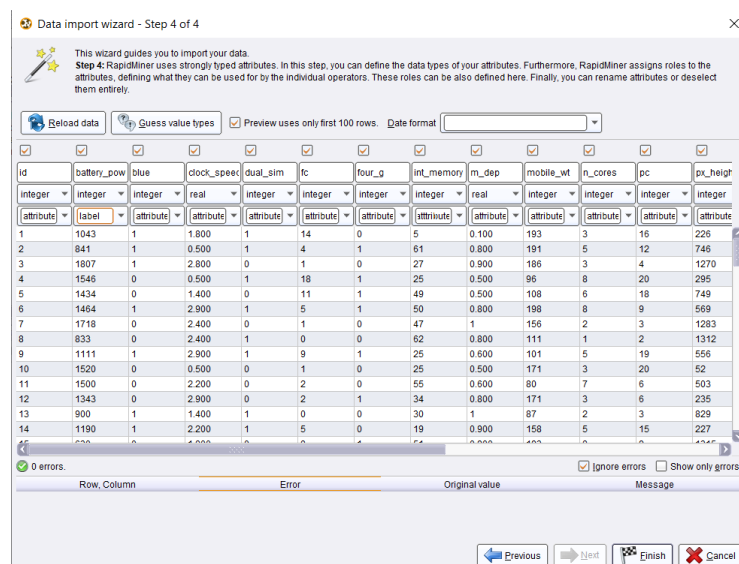 Data import wizard - Step 4 of 4
This wizard guides you to import your data.
Step 4: RapidMiner uses strongly typed attributes. In this step, you can define the data types of your attributes. Furthermore, RapidMiner assigns roles to the
attributes, defining what they can be used for by the individual operators. These roles can be also defined here. Finally, you can rename attributes or deselect
them entirely.
Reload data Guess value types Preview uses only first 100 rows. Date format
id battery_pow blue clock_speed dual_sim fc four_g int_memory m_dep mobile_wt n_cores pc px_heigh
integer integer integer real integer integer integer integer real integer integer integer integer
attribute label attribute attribute attribute attribute attribute attribute attribute attribute attribute attribute attribute
1 1043 1 1.800 1 14 0 5 0.100 193 3 16 226
2 841 1 0.500 1 4 1 61 0.800 191 5 12 746
3 1807 1 2.800 0 1 0 27 0.900 186 3 4 1270
4 1546 0 0.500 1 18 1 25 0.500 96 8 20 295
5 1434 0 1.400 0 11 1 49 0.500 108 6 18 749
6 1464 1 2.900 1 5 1 50 0.800 198 8 9 569
7 1718 0 2.400 0 1 0 47 1 156 2 3 1283
8 833 0 2.400 1 0 0 62 0.800 111 1 2 1312
9 1111 1 2.900 1 9 1 25 0.600 101 5 19 556
10 1520 0 0.500 0 1 0 25 0.500 171 3 20 52
11 1500 0 2.200 0 2 0 55 0.600 80 7 6 503
12 1343 0 2.900 0 2 1 34 0.800 171 3 6 235
13 900 1 1.400 1 0 0 30 1 87 2 3 829
14 1190 1 2.200 1 5 0 19 0.900 158 5 15 227
0 errors. Ignore errors Show only errors
Row, Column Error Original value Message
Previous Next Finish Cancel